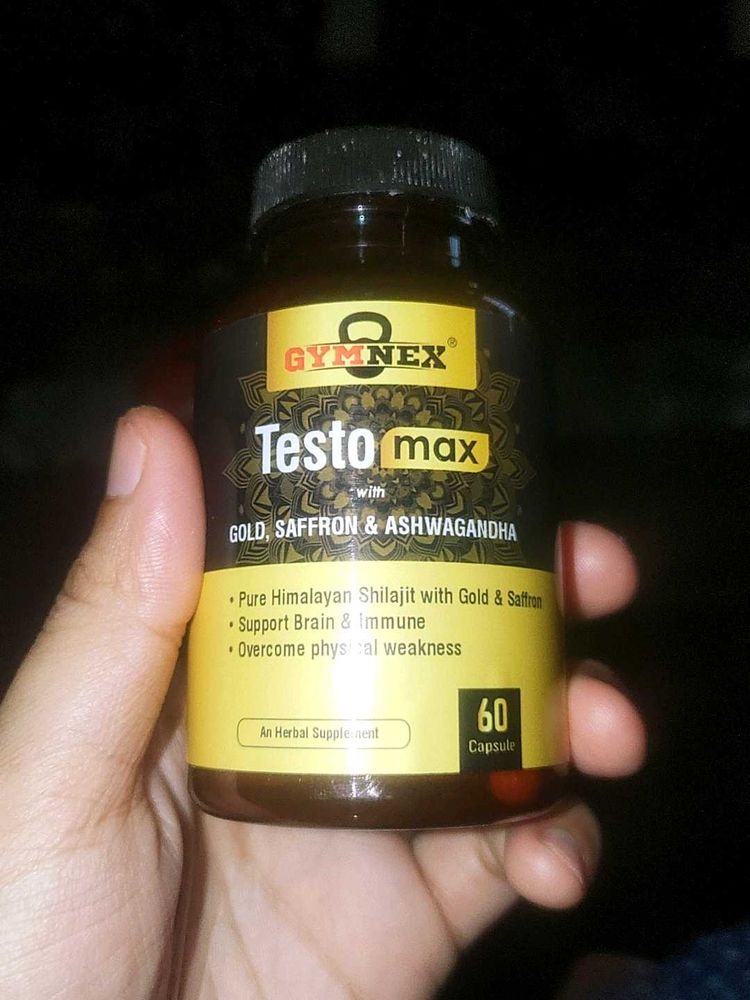 GYMNEX®
Testo max
with
GOLD, SAFFRON & ASHWAGANDHA
• Pure Himalayan Shilajit with Gold & Saffron
• Support Brain & Immune
• Overcome physical weakness
An Herbal Supplement
60
Capsule